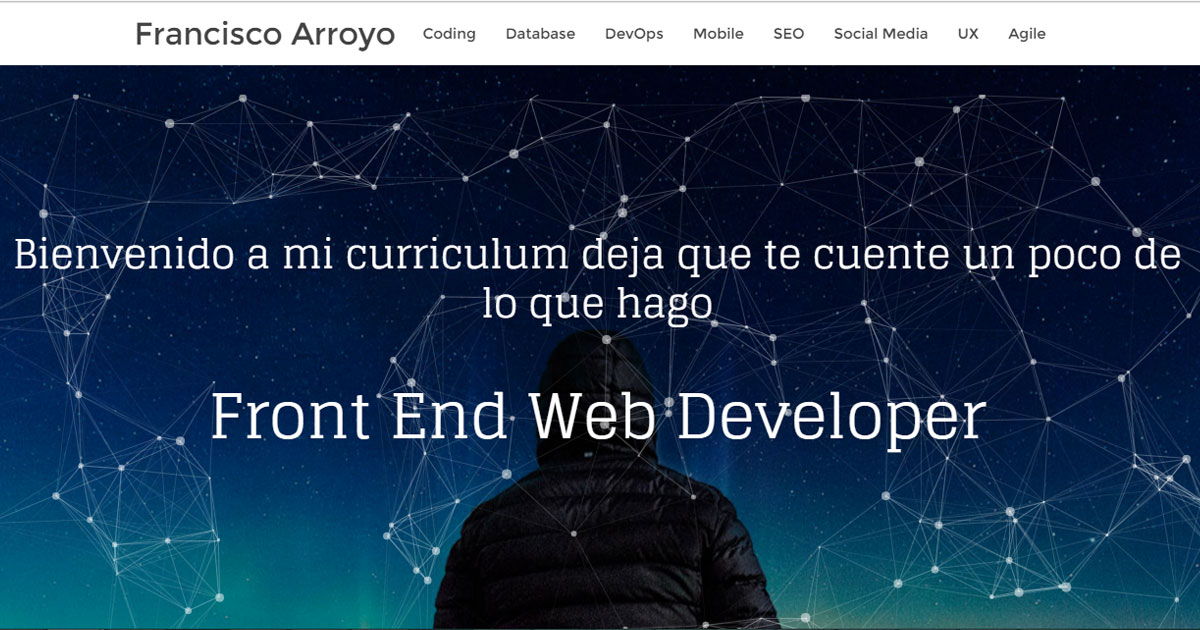 Francisco Arroyo Coding Database DevOps Mobile SEO Social Media UX Agile
Bienvenido a mi curriculum deja que te cuente un poco de
lo que hago
Front End Web Developer